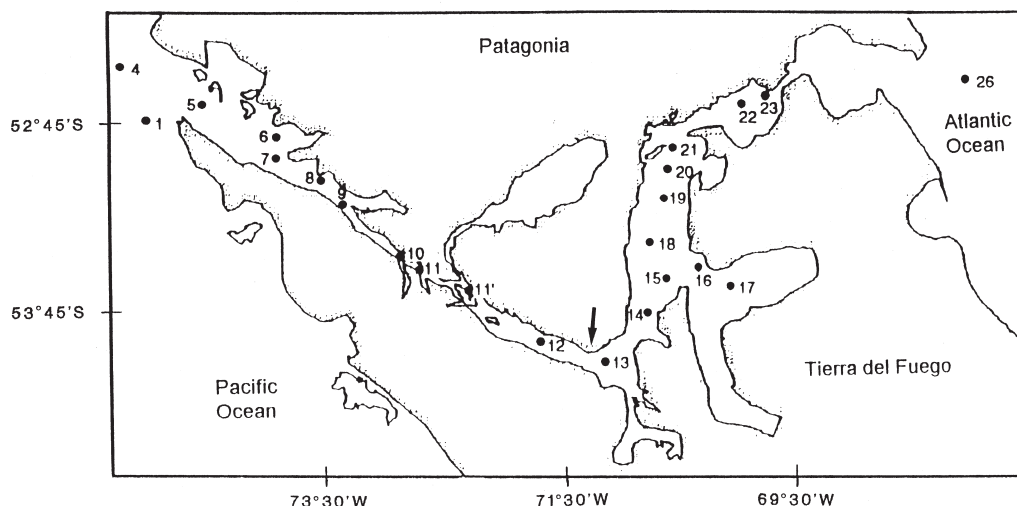 Patagonia
4
26
5
23
22
52°45'S
1
Atlantic
Ocean
6
21
7
20
8
9
19
18
10
11
16
15
17
11'
53°45'S
14
12
13
Tierra del Fuego
Pacific
Ocean
73°30'W
71°30'W
69°30'W